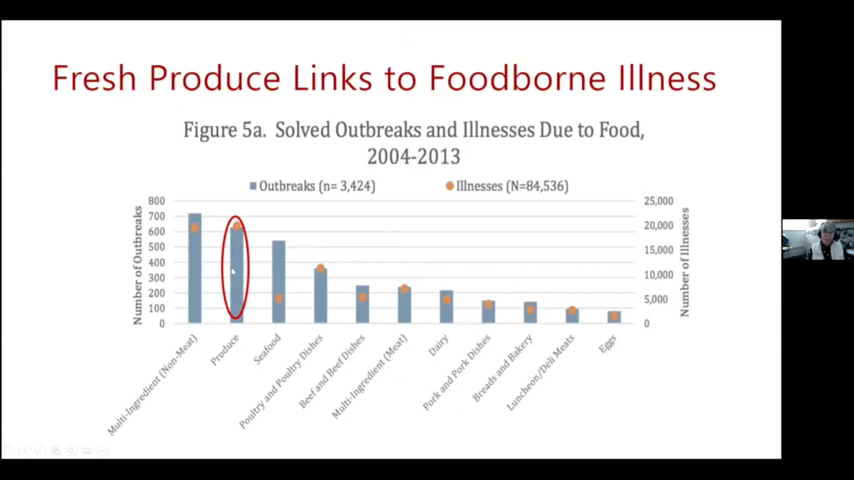 Fresh Produce Links to Foodborne Illness
Figure 5a. Solved Outbreaks and Illnesses Due to Food,
2004-2013
Outbreaks (n= 3,424)
Illnesses (N=84,536)
Number of Outbreaks
800
700
600
500
400
300
200
100
0
25,000
20,000
15,000
10,000
5,000
0
Number of Illnesses
Multi-Ingredient (Non-Meat)
Produce
Seafood
Poultry and Poultry Dishes
Beef and Beef Dishes
Multi-Ingredient (Meat)
Dairy
Pork and Pork Dishes
Breads and Bakery
Luncheon/Deli Meats
Eggs